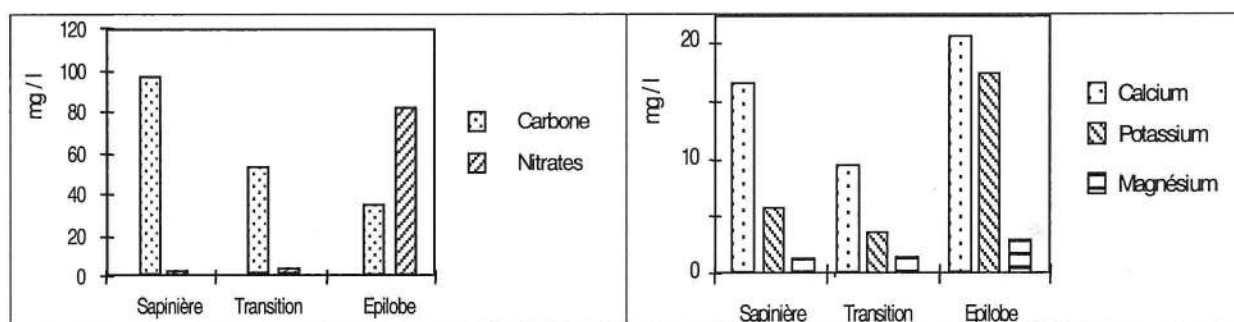 120
100
80
60
40
20
0
mg / l
Sapinière Transition Epilobe
Carbone
Nitrates
20
10
0
mg / l
Sapinière Transition Epilobe
Calcium
Potassium
Magnésium